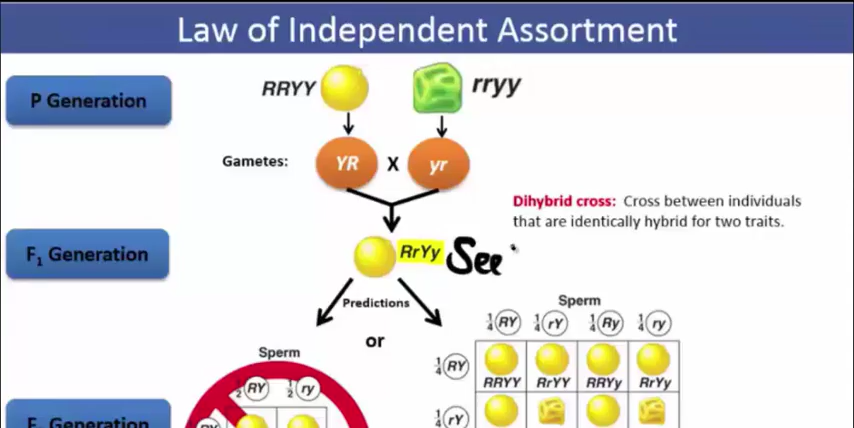 Law of Independent Assortment
P Generation
RRYY
rryy
Gametes:
YR X yr
Dihybrid cross: Cross between individuals
that are identically hybrid for two traits.
F₁ Generation
RrYy See
Predictions
or
Sperm
1/4 RY 1/4 rY 1/4 Ry 1/4 ry
1/4 RY
RRYY RrYY RRYy RrYy
1/4 rY
Sperm
1/2 RY 1/2 ry